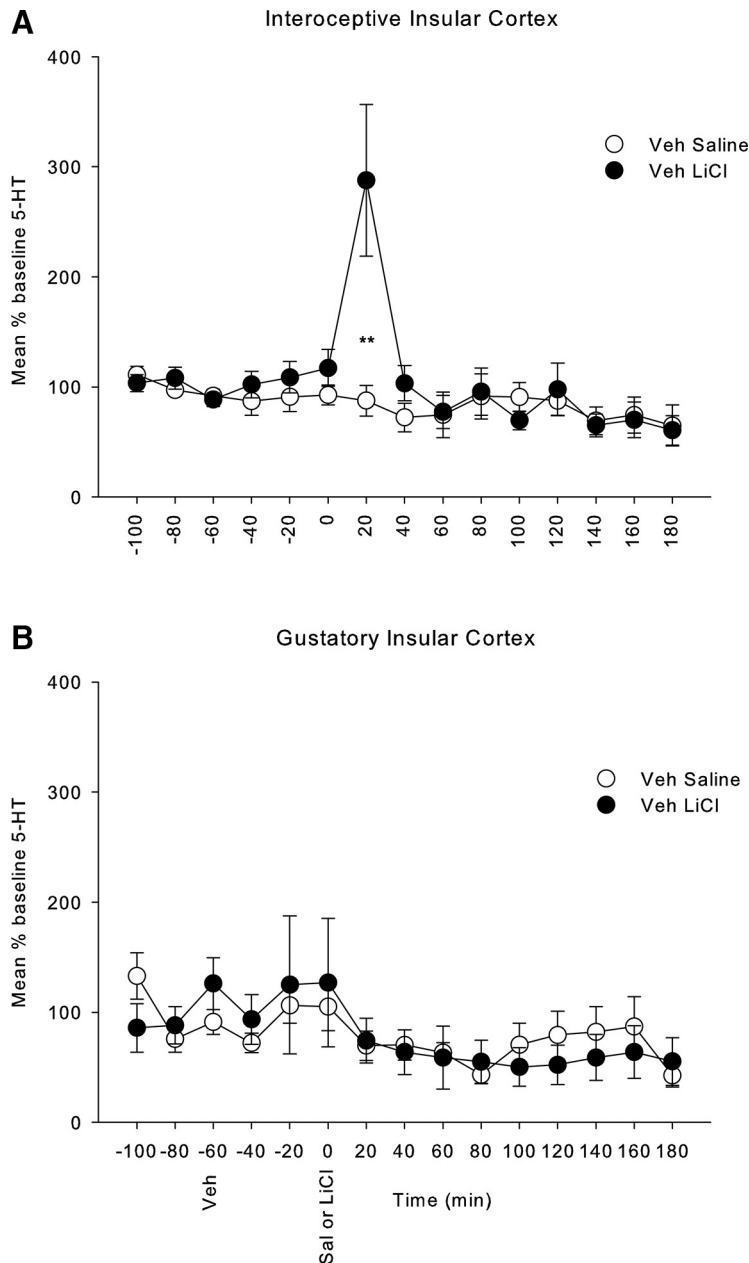 A
Interoceptive Insular Cortex
400
300
200
100
0
Mean % baseline 5-HT
Veh Saline
Veh LiCl
**
-100 -80 -60 -40 -20 0 20 40 60 80 100 120 140 160 180
B
Gustatory Insular Cortex
400
300
200
100
0
Mean % baseline 5-HT
Veh Saline
Veh LiCl
-100 -80 -60 -40 -20 0 20 40 60 80 100 120 140 160 180
Veh
Sal or LiCl
Time (min)